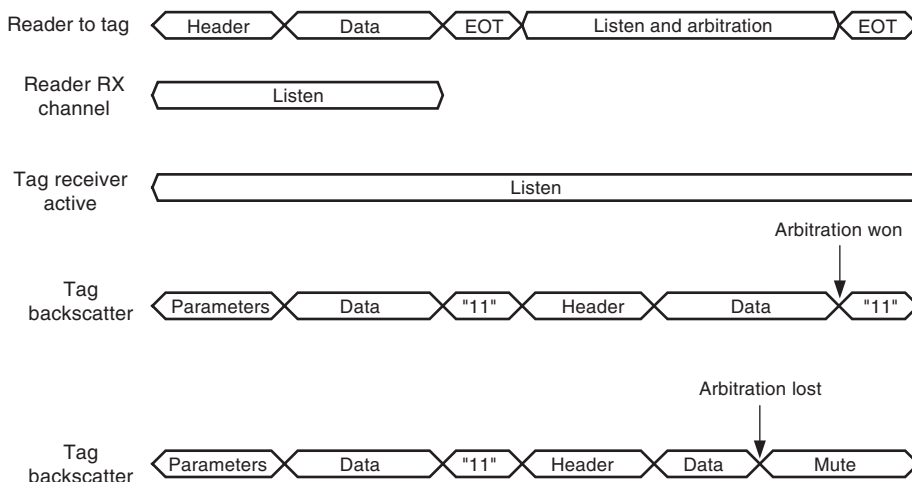 Reader to tag
Header
Data
EOT
Listen and arbitration
EOT
Reader RX
channel
Listen
Tag receiver
active
Listen
Arbitration won
Tag
backscatter
Parameters
Data
"11"
Header
Data
"11"
Arbitration lost
Tag
backscatter
Parameters
Data
"11"
Header
Data
Mute